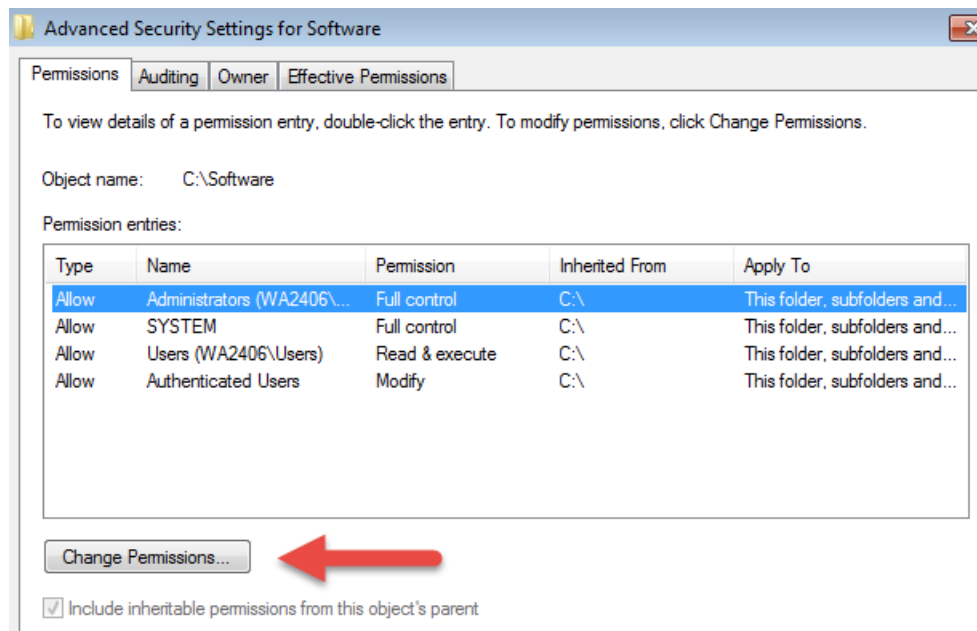 Advanced Security Settings for Software
Permissions Auditing Owner Effective Permissions
To view details of a permission entry, double-click the entry. To modify permissions, click Change Permissions.
Object name: C:\Software
Permission entries:
Type Name Permission Inherited From Apply To
Allow Administrators (WA2406\... Full control C:\ This folder, subfolders and...
Allow SYSTEM Full control C:\ This folder, subfolders and...
Allow Users (WA2406\Users) Read & execute C:\ This folder, subfolders and...
Allow Authenticated Users Modify C:\ This folder, subfolders and...
Change Permissions...
Include inheritable permissions from this object's parent